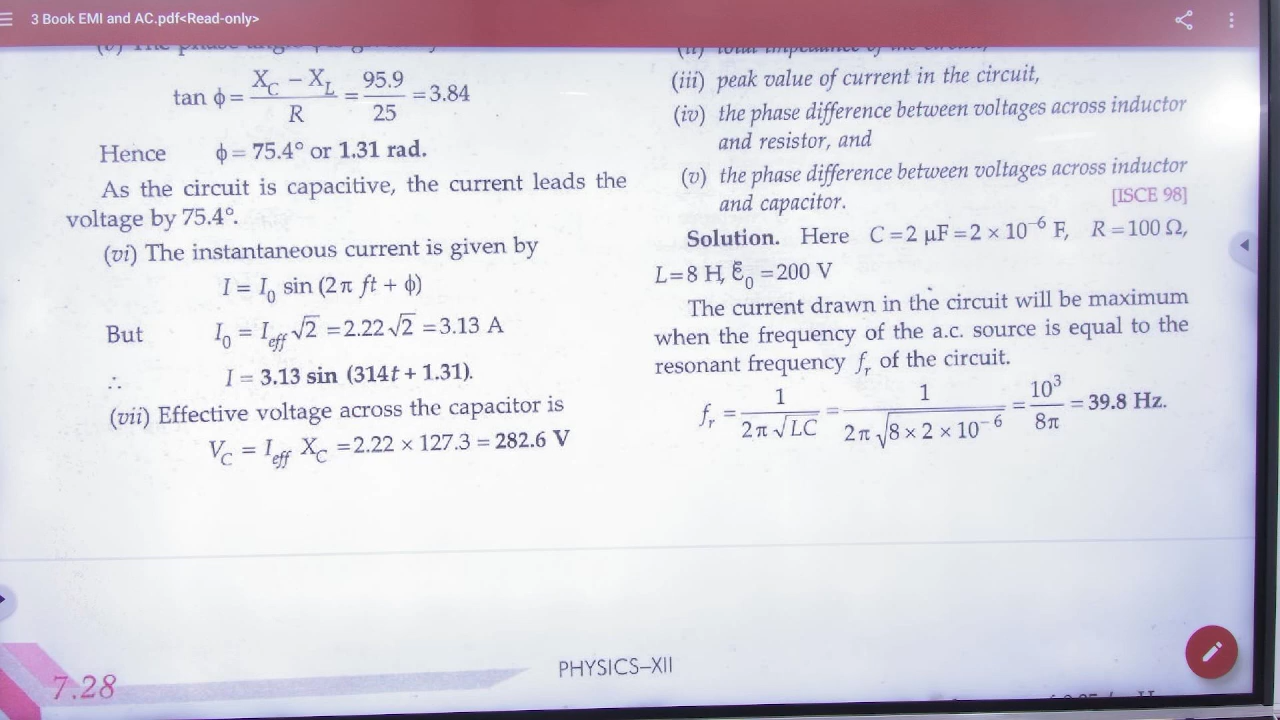 3 Book EMI and AC.pdf<Read-only>
tan ϕ = (X_C − X_L)/R = 95.9/25 = 3.84
Hence ϕ = 75.4° or 1.31 rad.
As the circuit is capacitive, the current leads the
voltage by 75.4°.
(vi) The instantaneous current is given by
I = I_0 sin (2π ft + ϕ)
But I_0 = I_eff √2 = 2.22 √2 = 3.13 A
∴ I = 3.13 sin (314t + 1.31).
(vii) Effective voltage across the capacitor is
V_C = I_eff X_C = 2.22 × 127.3 = 282.6 V
(iii) peak value of current in the circuit,
(iv) the phase difference between voltages across inductor
and resistor, and
(v) the phase difference between voltages across inductor
and capacitor. [ISCE 98]
Solution. Here C = 2 μF = 2 × 10⁻⁶ F, R = 100 Ω,
L = 8 H, ℰ_0 = 200 V
The current drawn in the circuit will be maximum
when the frequency of the a.c. source is equal to the
resonant frequency f_r of the circuit.
f_r = 1/(2π √LC) = 1/(2π √(8 × 2 × 10⁻⁶)) = 10³/8π = 39.8 Hz.
7.28
PHYSICS–XII